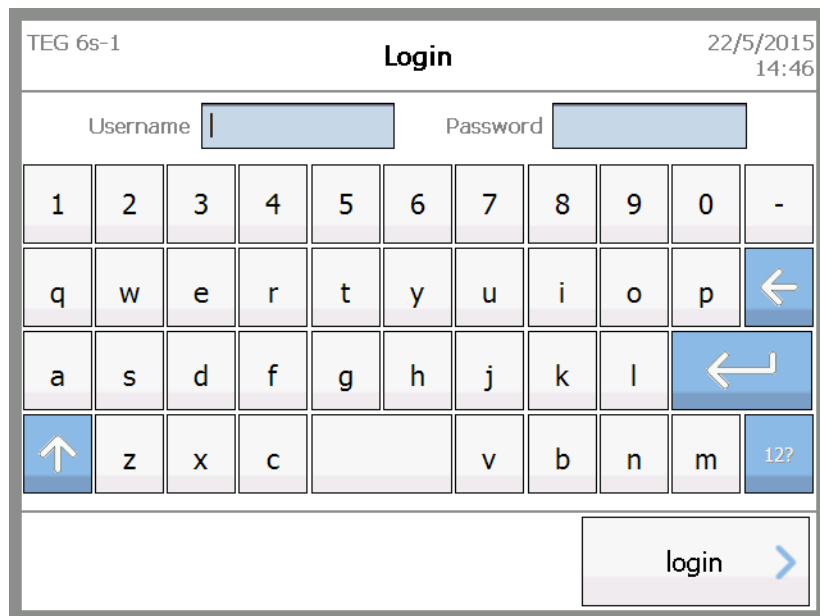 TEG 6s-1
Login
22/5/2015
14:46
Username
Password
1 2 3 4 5 6 7 8 9 0 -
q w e r t y u i o p
a s d f g h j k l
z x c v b n m 12?
login